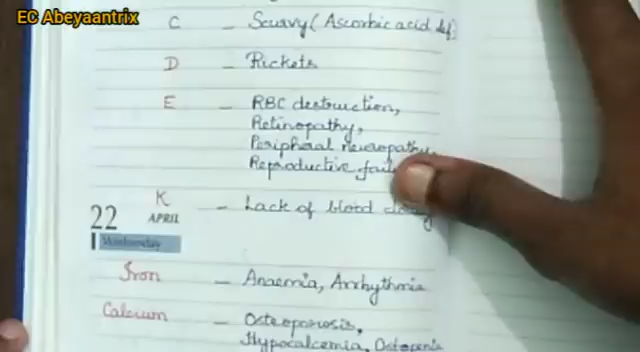 EC Abeyaantrix
C - Scurvy (Ascorbic acid def)
D - Rickets
E - RBC destruction,
Retinopathy,
Peripheral neuropathy,
Reproductive
K - Lack of blood
22 APRIL
Wednesday
Iron - Anaemia, Arrhythmia
Calcium - Osteoporosis,
Hypocalcemia, Osteopenia